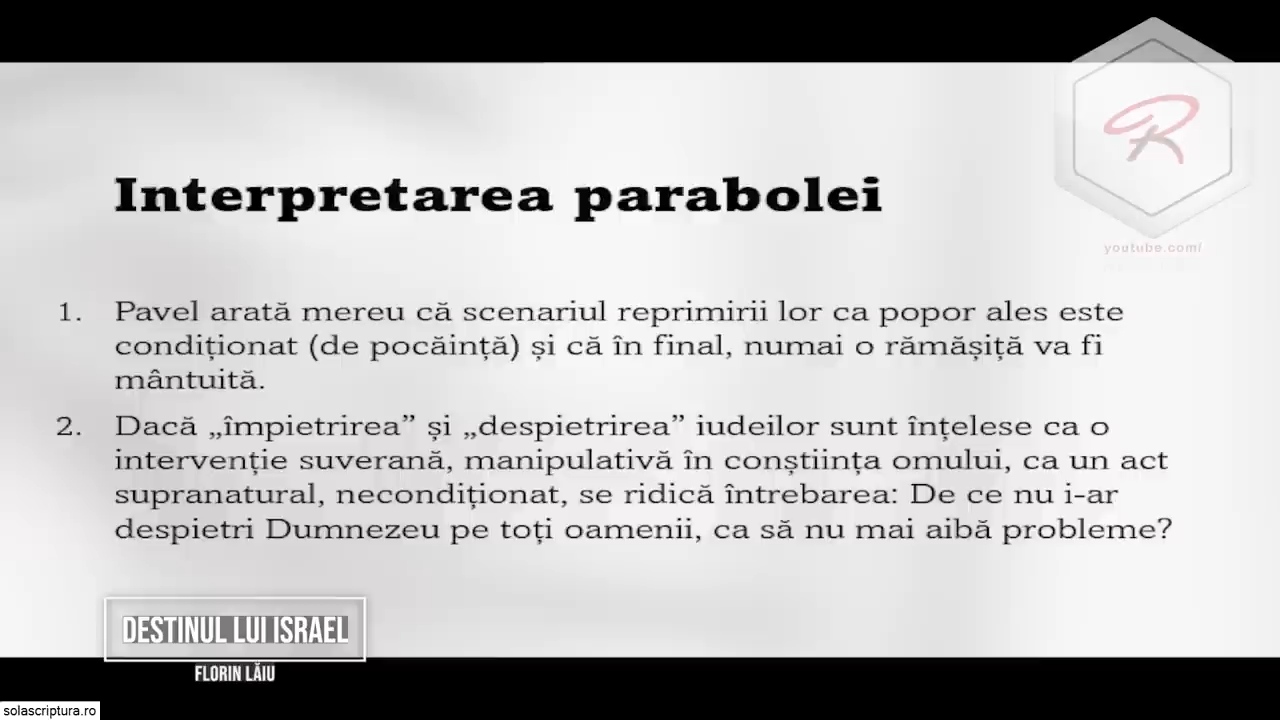 Interpretarea parabolei
youtube.com/
1. Pavel arată mereu că scenariul reprimirii lor ca popor ales este
condiționat (de pocăință) și că în final, numai o rămășiță va fi
mântuită.
2. Dacă „împietrirea” și „despietrirea” iudeilor sunt înțelese ca o
intervenție suverană, manipulativă în conștiința omului, ca un act
supranatural, necondiționat, se ridică întrebarea: De ce nu i-ar
despietri Dumnezeu pe toți oamenii, ca să nu mai aibă probleme?
DESTINUL LUI ISRAEL
FLORIN LĂIU
solascriptura.ro